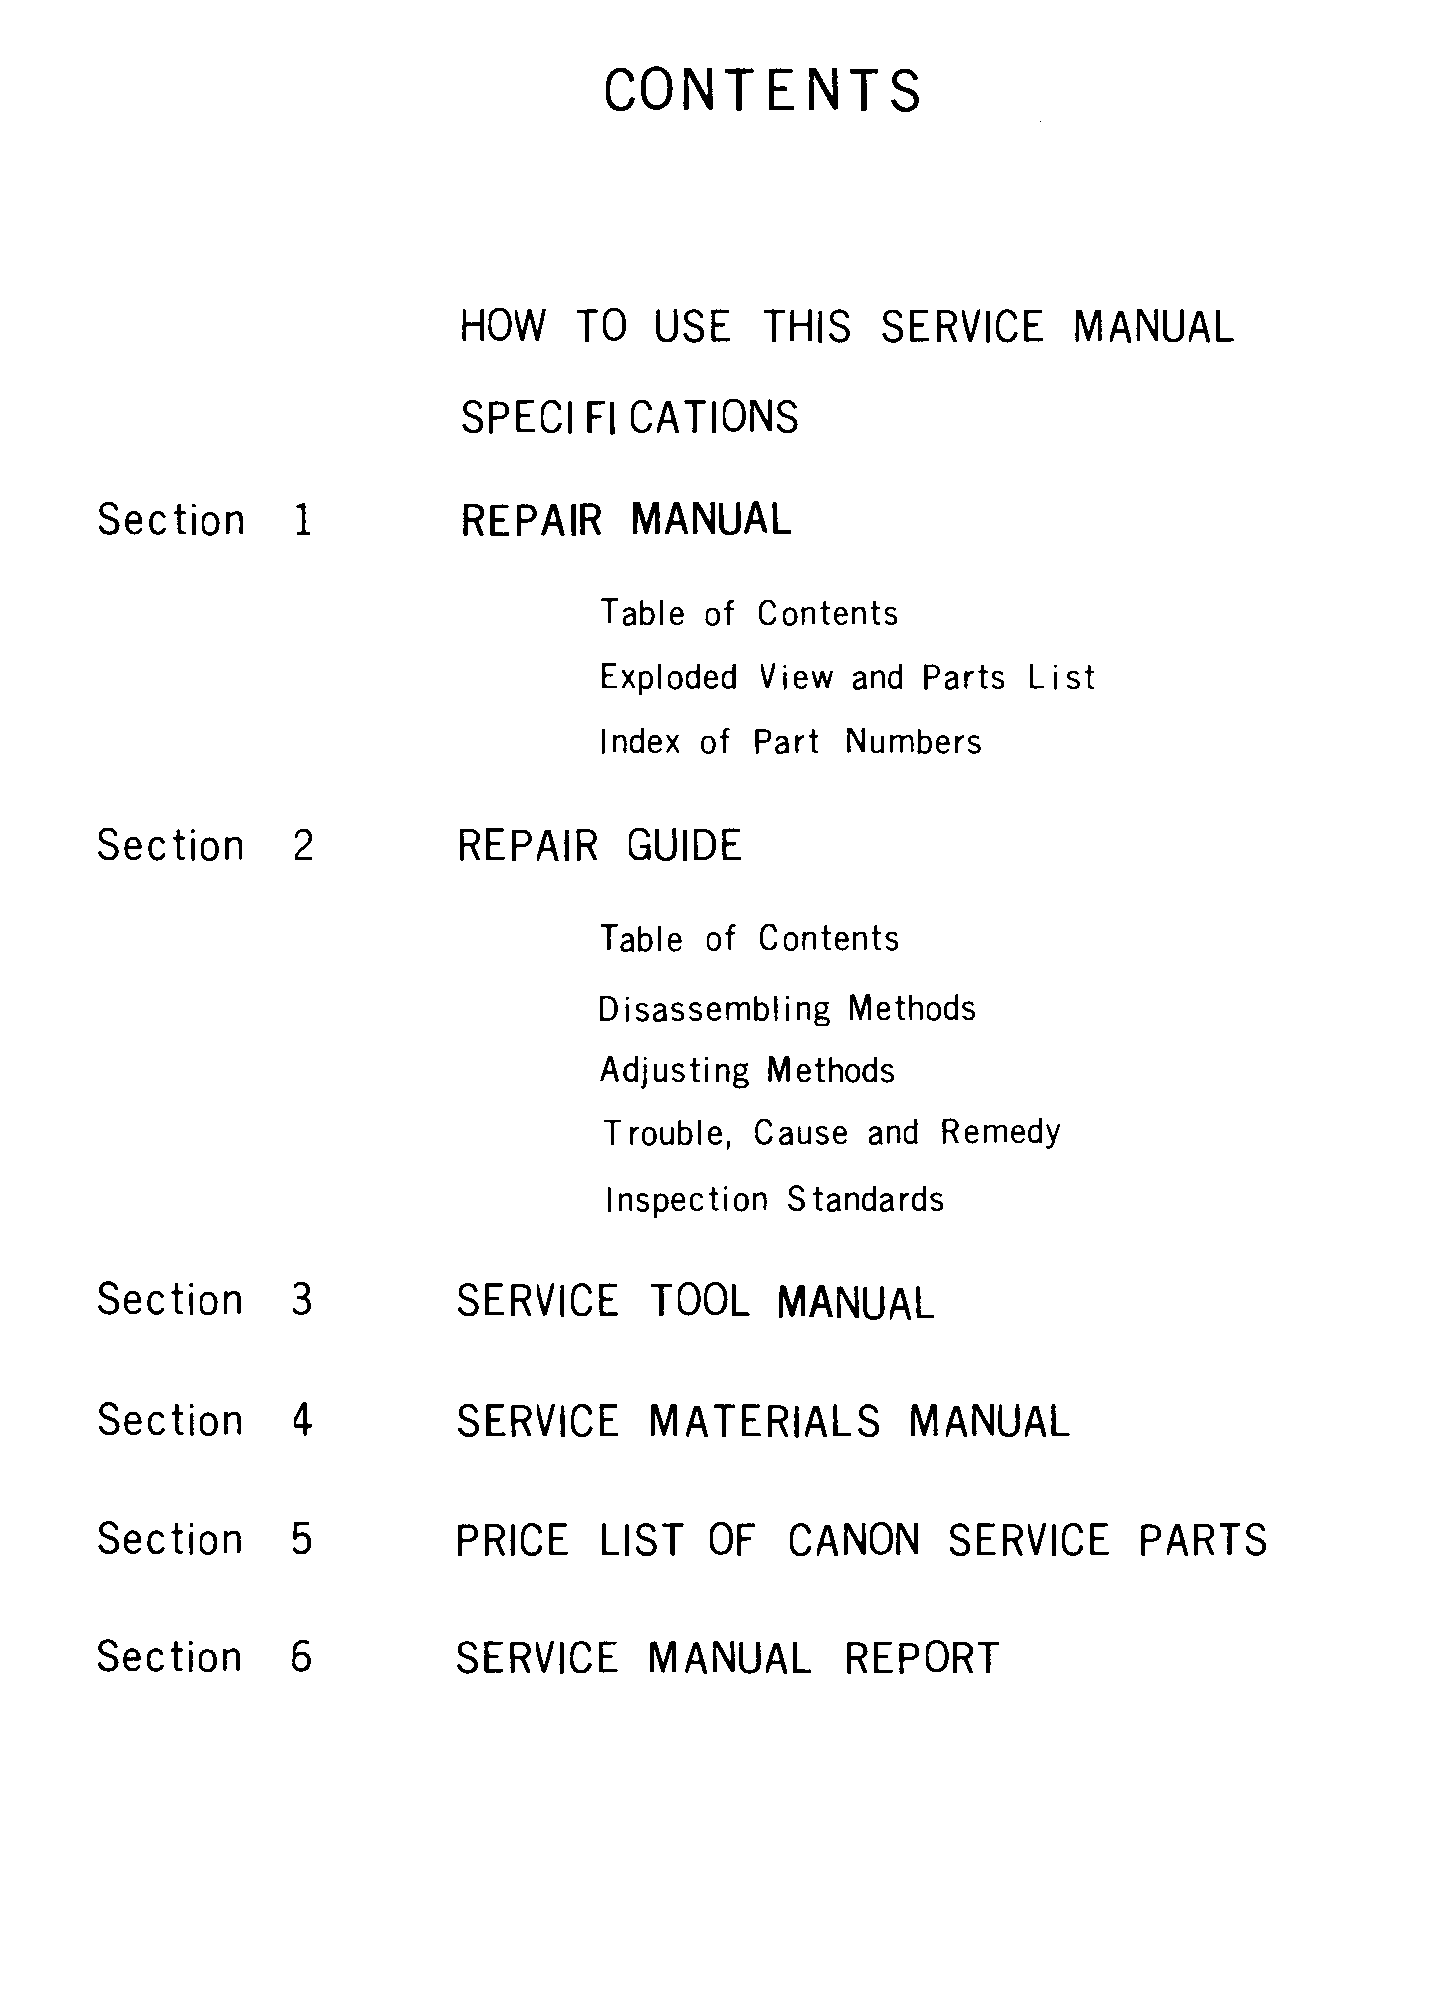 CONTENTS
HOW TO USE THIS SERVICE MANUAL
SPECIFICATIONS
Section 1 REPAIR MANUAL
Table of Contents
Exploded View and Parts List
Index of Part Numbers
Section 2 REPAIR GUIDE
Table of Contents
Disassembling Methods
Adjusting Methods
Trouble, Cause and Remedy
Inspection Standards
Section 3 SERVICE TOOL MANUAL
Section 4 SERVICE MATERIALS MANUAL
Section 5 PRICE LIST OF CANON SERVICE PARTS
Section 6 SERVICE MANUAL REPORT